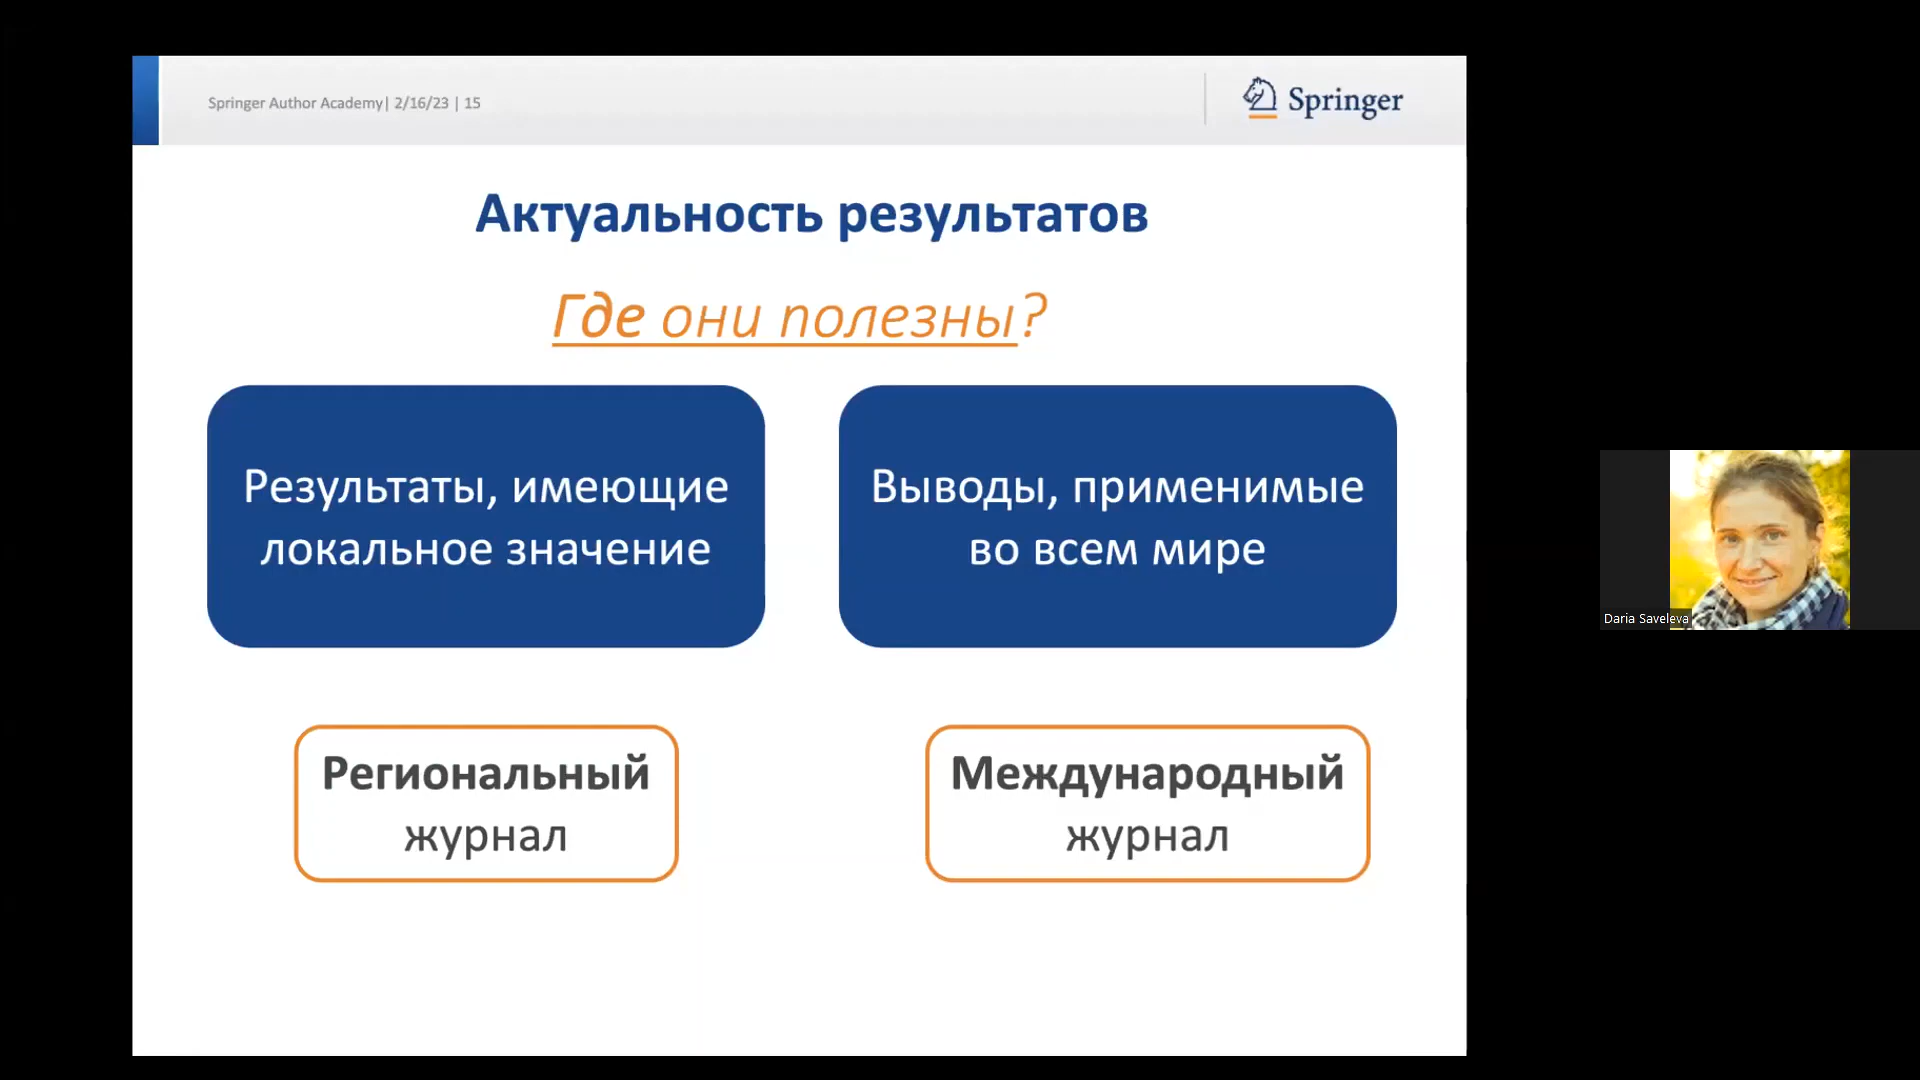 Springer Author Academy| 2/16/23 | 15
Springer
Актуальность результатов
Где они полезны?
Результаты, имеющие
локальное значение
Выводы, применимые
во всем мире
Региональный
журнал
Международный
журнал
Daria Saveleva